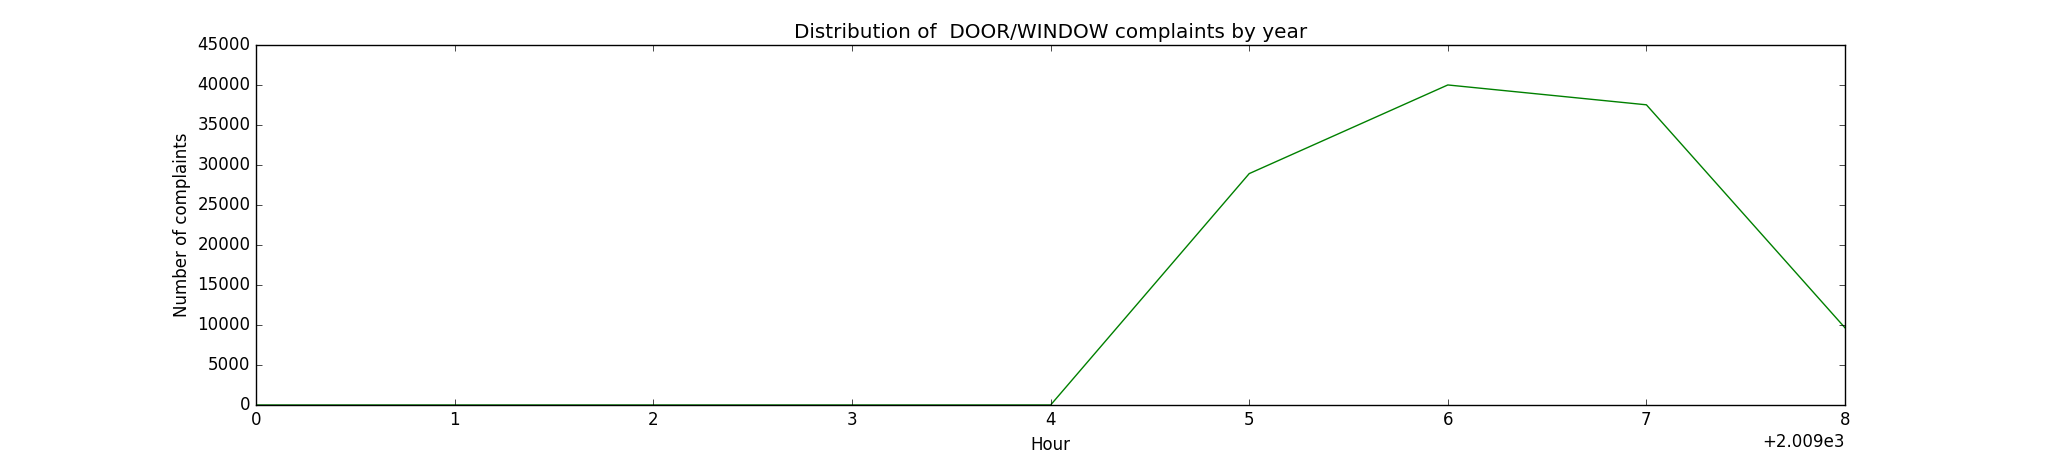 Distribution of  DOOR/WINDOW complaints by year
45000
40000
35000
30000
25000
20000
15000
10000
5000
0
Number of complaints
0 1 2 3 4 5 6 7 8
Hour
+2.009e3